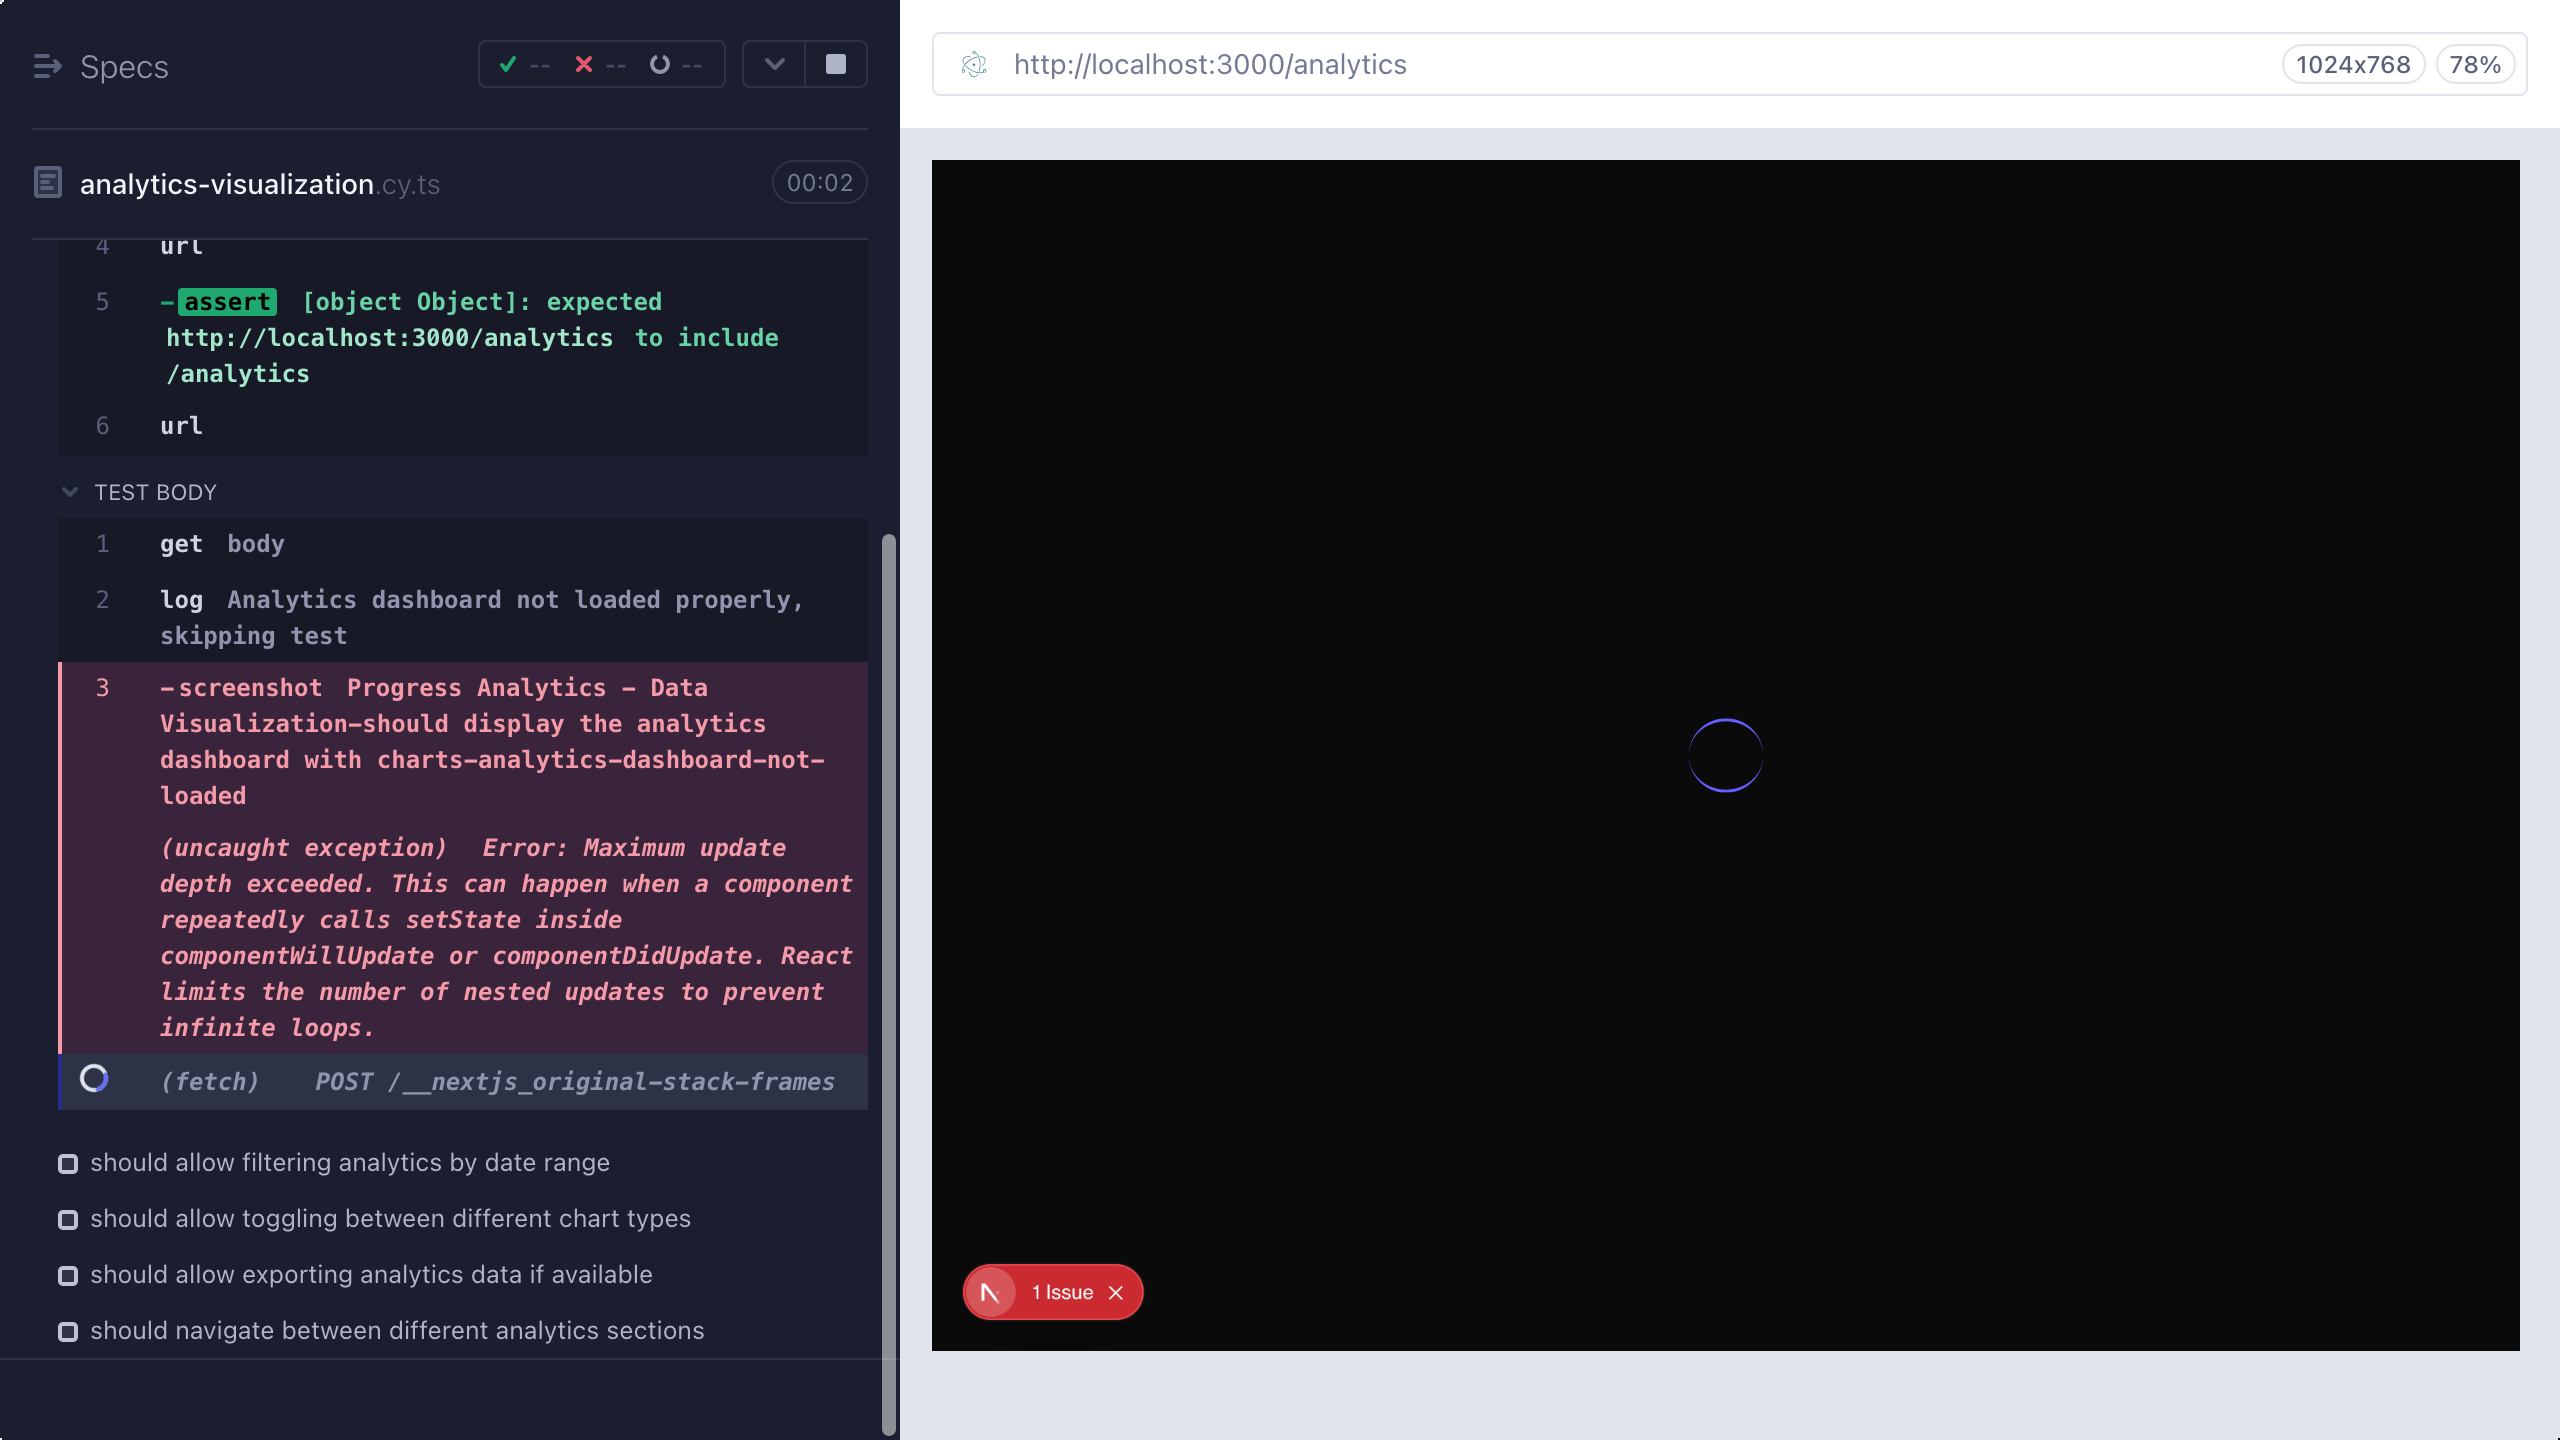 Specs
-- -- --
analytics-visualization.cy.ts 00:02
4 url
5 -assert [object Object]: expected
http://localhost:3000/analytics to include
/analytics
6 url
TEST BODY
1 get body
2 log Analytics dashboard not loaded properly,
skipping test
3 -screenshot Progress Analytics - Data
Visualization-should display the analytics
dashboard with charts-analytics-dashboard-not-
loaded
(uncaught exception) Error: Maximum update
depth exceeded. This can happen when a component
repeatedly calls setState inside
componentWillUpdate or componentDidUpdate. React
limits the number of nested updates to prevent
infinite loops.
(fetch) POST /__nextjs_original-stack-frames
should allow filtering analytics by date range
should allow toggling between different chart types
should allow exporting analytics data if available
should navigate between different analytics sections
http://localhost:3000/analytics 1024x768 78%
N 1 Issue